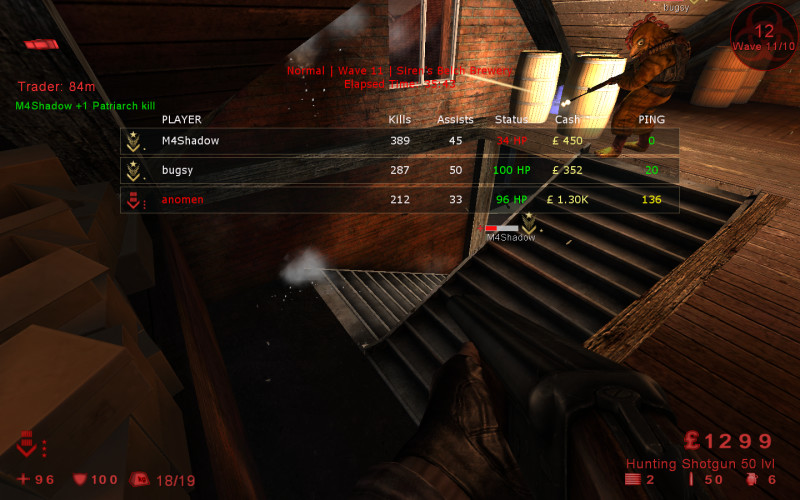 bugsy
12
Wave 11/10
Normal | Wave 11 |
Trader: 84m
M4Shadow +1 Patriarch kill
PLAYER Kills Assists Status Cash PING
M4Shadow 389 45 HP £ 450 0
bugsy 287 50 100 HP £ 352 20
anomen 212 33 96 HP £ 1.30K 136
M4Shadow
£1299
Hunting Shotgun 50 lvl
96 100 18/19
2 50 6